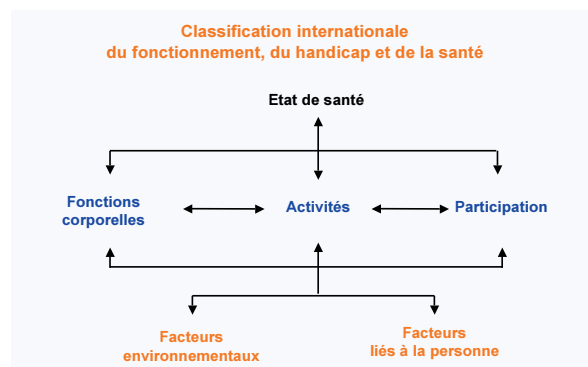 Classification internationale
du fonctionnement, du handicap et de la santé
Etat de santé
Fonctions
corporelles
Activités
Participation
Facteurs
environnementaux
Facteurs
liés à la personne